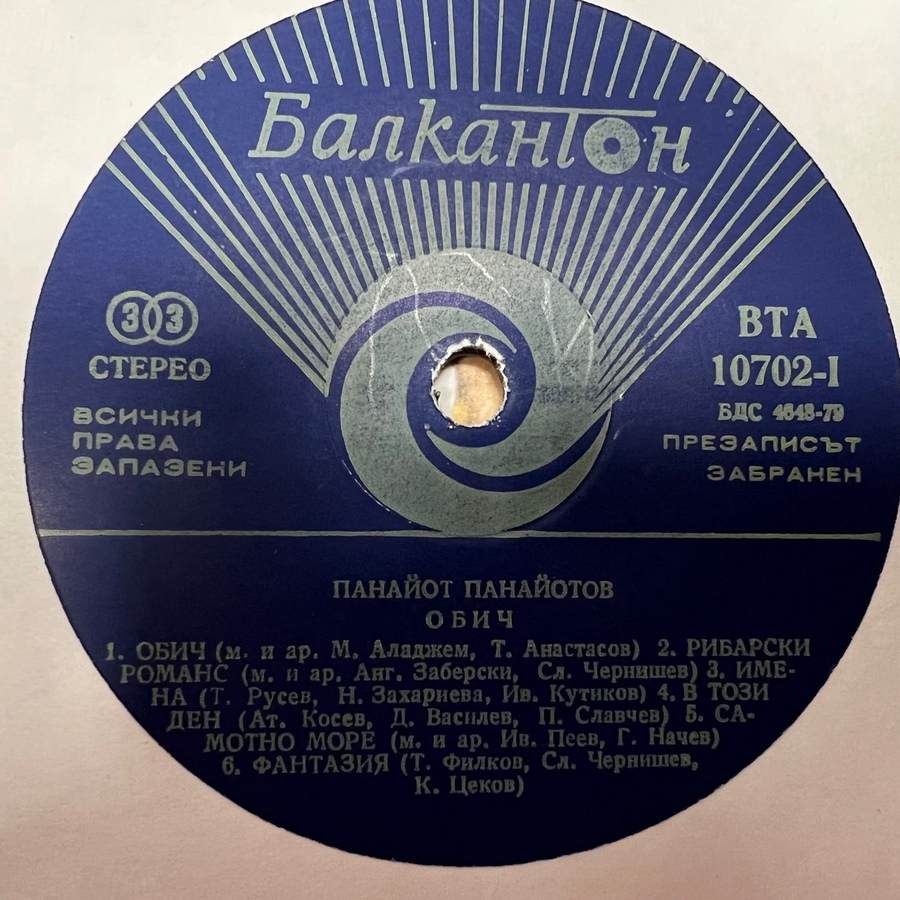 Балкантон
33
СТЕРЕО
ВСИЧКИ
ПРАВА
ЗАПАЗЕНИ
ВТА
10702-I
БДС 4648-79
ПРЕЗАПИСЪТ
ЗАБРАНЕН
ПАНАЙОТ ПАНАЙОТОВ
ОБИЧ
1. ОБИЧ (м. и ар. М. Аладжем, Т. Анастасов) 2. РИБАРСКИ
РОМАНС (м. и ар. Анг. Заберски, Сл. Чернишев) 3. ИМЕ-
НА (Т. Русев, Н. Захариева, Ив. Кутиков) 4. В ТОЗИ
ДЕН (Ат. Косев, Д. Василев, П. Славчев) 5. СА-
МОТНО МОРЕ (м. и ар. Ив. Пеев, Г. Начев)
6. ФАНТАЗИЯ (Т. Филков, Сл. Чернишев,
К. Цеков)